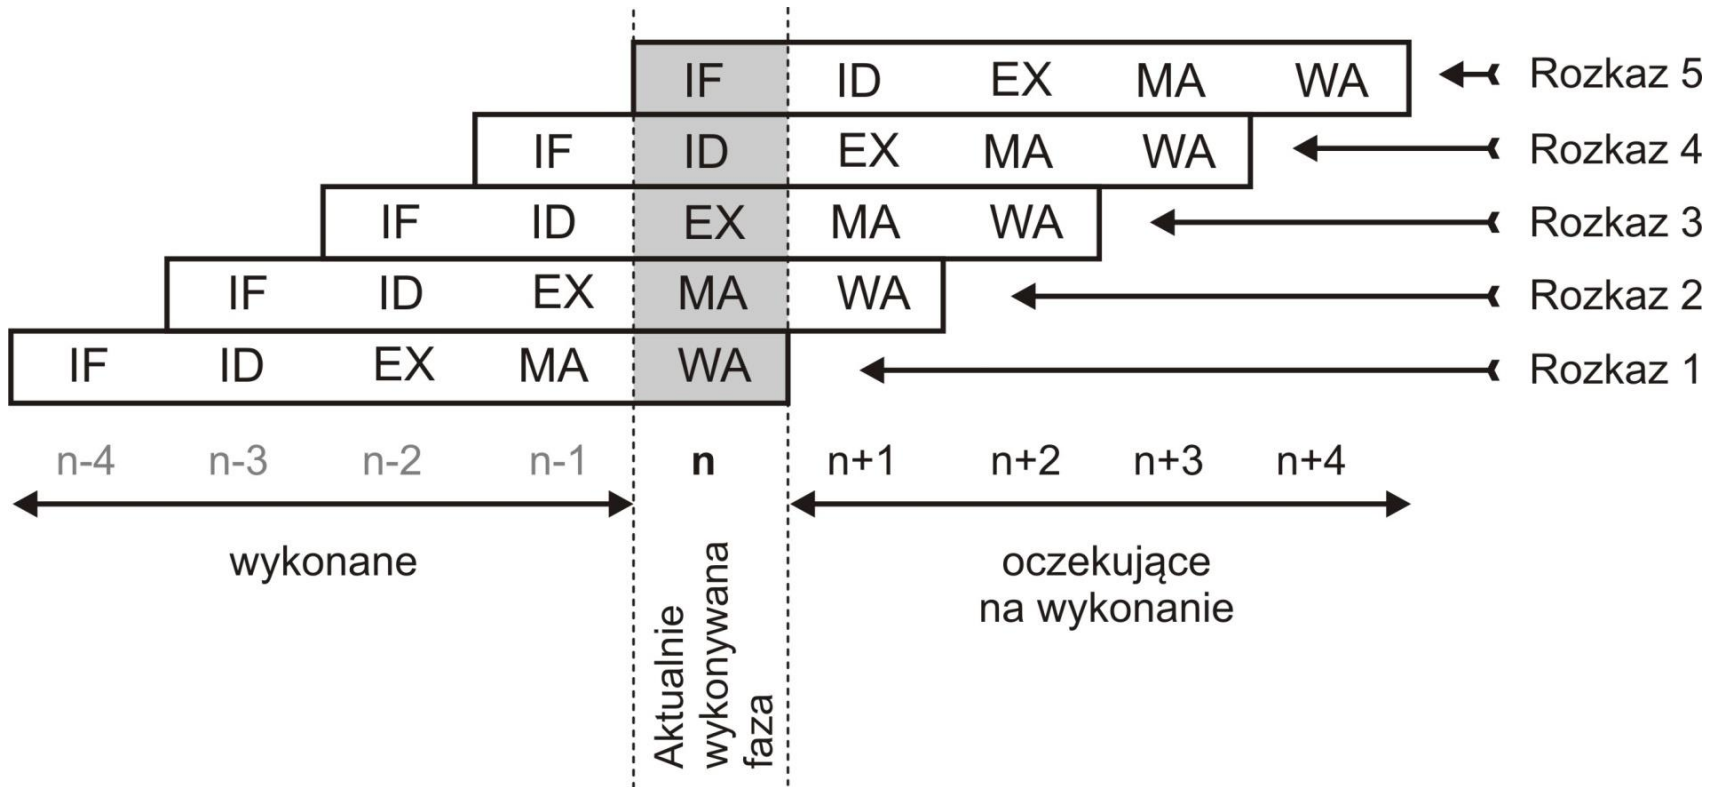 IF ID EX MA WA Rozkaz 5
IF ID EX MA WA Rozkaz 4
IF ID EX MA WA Rozkaz 3
IF ID EX MA WA Rozkaz 2
IF ID EX MA WA Rozkaz 1
n-4 n-3 n-2 n-1 n n+1 n+2 n+3 n+4
wykonane
Aktualnie
wykonywana
faza
oczekujące
na wykonanie